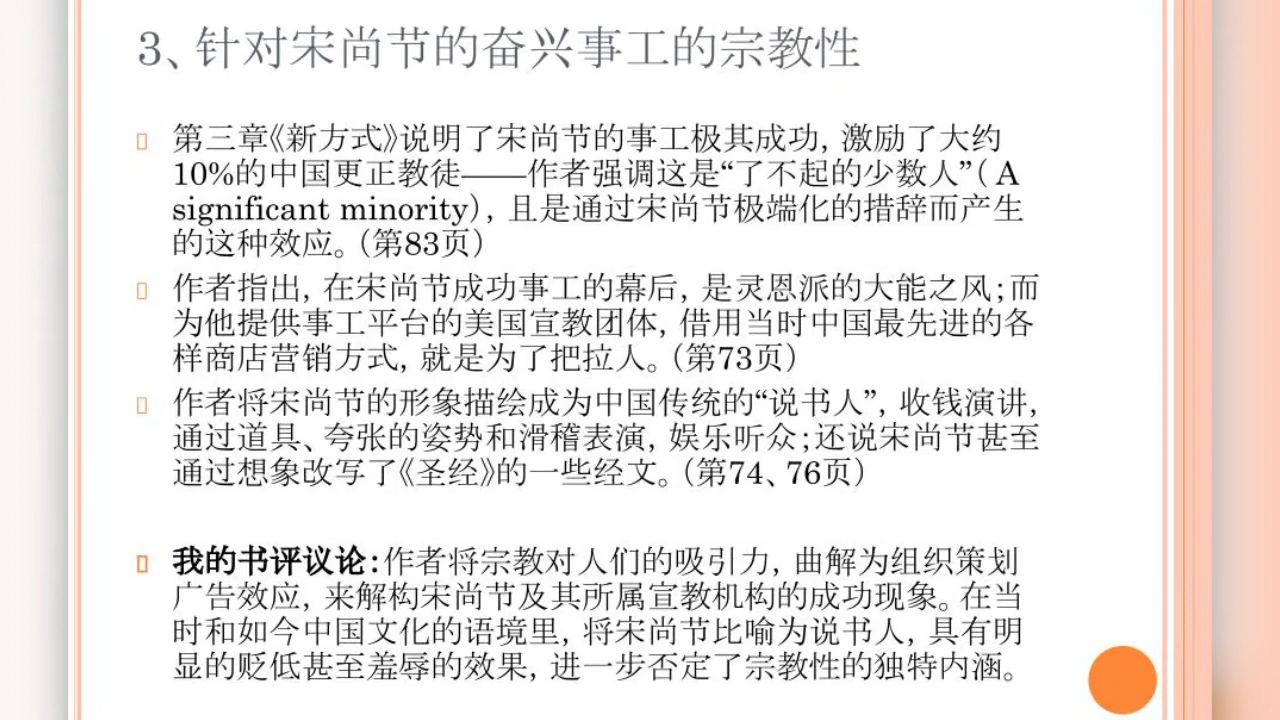 3、针对宋尚节的奋兴事工的宗教性
第三章《新方式》说明了宋尚节的事工极其成功，激励了大约
10%的中国更正教徒——作者强调这是“了不起的少数人”（A
significant minority），且是通过宋尚节极端化的措辞而产生
的这种效应。（第83页）
作者指出，在宋尚节成功事工的幕后，是灵恩派的大能之风；而
为他提供事工平台的美国宣教团体，借用当时中国最先进的各
样商店营销方式，就是为了把拉人。（第73页）
作者将宋尚节的形象描绘成为中国传统的“说书人”，收钱演讲，
通过道具、夸张的姿势和滑稽表演，娱乐听众；还说宋尚节甚至
通过想象改写了《圣经》的一些经文。（第74、76页）
我的书评议论：作者将宗教对人们的吸引力，曲解为组织策划
广告效应，来解构宋尚节及其所属宣教机构的成功现象。在当
时和如今中国文化的语境里，将宋尚节比喻为说书人，具有明
显的贬低甚至羞辱的效果，进一步否定了宗教性的独特内涵。